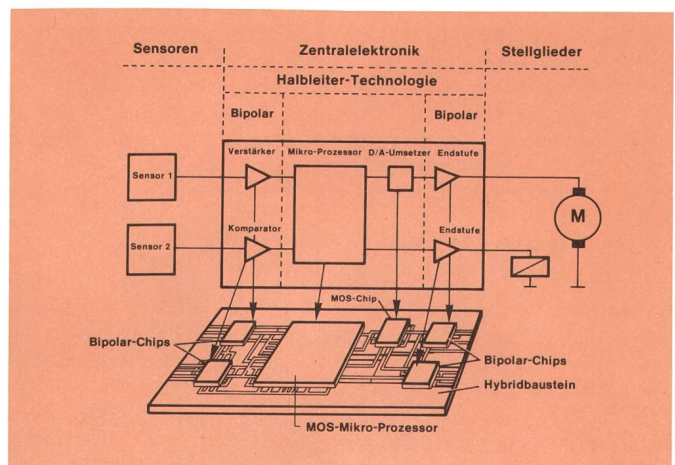 Sensoren Zentralelektronik Stellglieder
Halbleiter-Technologie
Bipolar Bipolar
Verstärker Mikro-Prozessor D/A-Umsetzer Endstufe
Sensor 1
M
Komparator Endstufe
Sensor 2
MOS-Chip
Bipolar-Chips
Bipolar-Chips
Hybridbaustein
MOS-Mikro-Prozessor